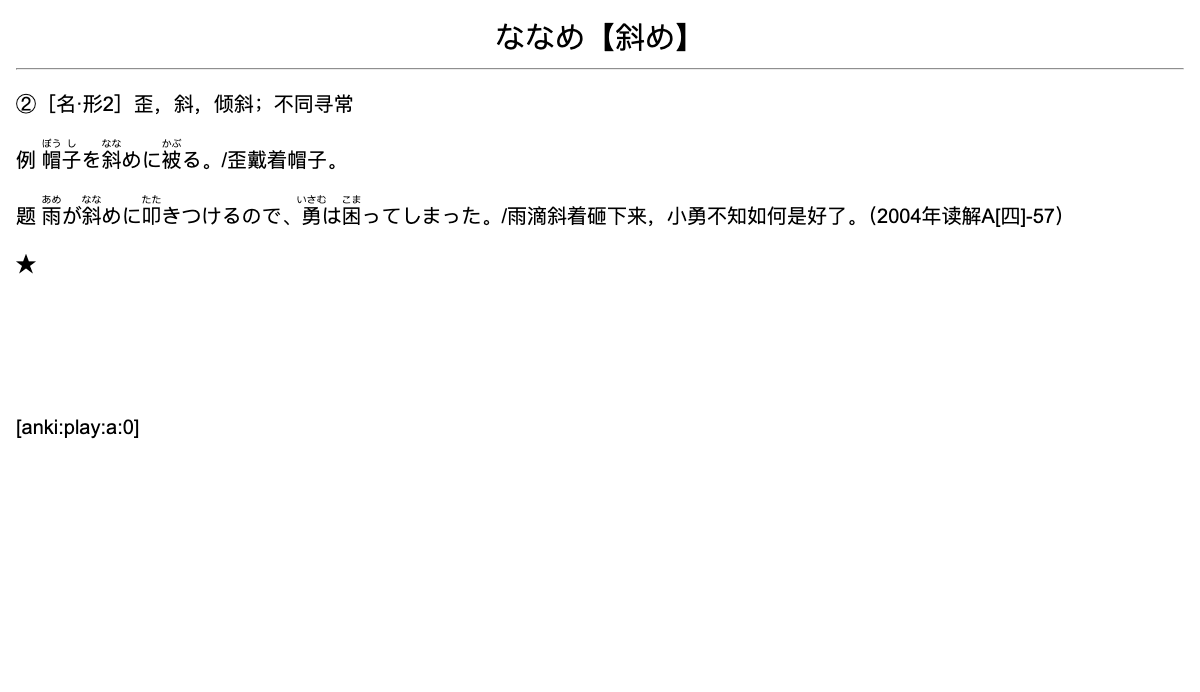 ななめ【斜め】
②［名·形2］歪，斜，倾斜；不同寻常
ぼう し なな かぶ
例 帽子を斜めに被る。/歪戴着帽子。
あめ なな たた いさむ こま
题 雨が斜めに叩きつけるので、勇は困ってしまった。/雨滴斜着砸下来，小勇不知如何是好了。（2004年读解A[四]-57）
★
[anki:play:a:0]